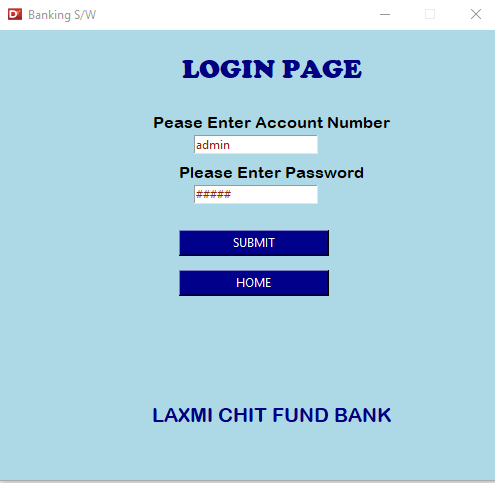 Banking S/W
LOGIN PAGE
Pease Enter Account Number
admin
Please Enter Password
#####
SUBMIT
HOME
LAXMI CHIT FUND BANK